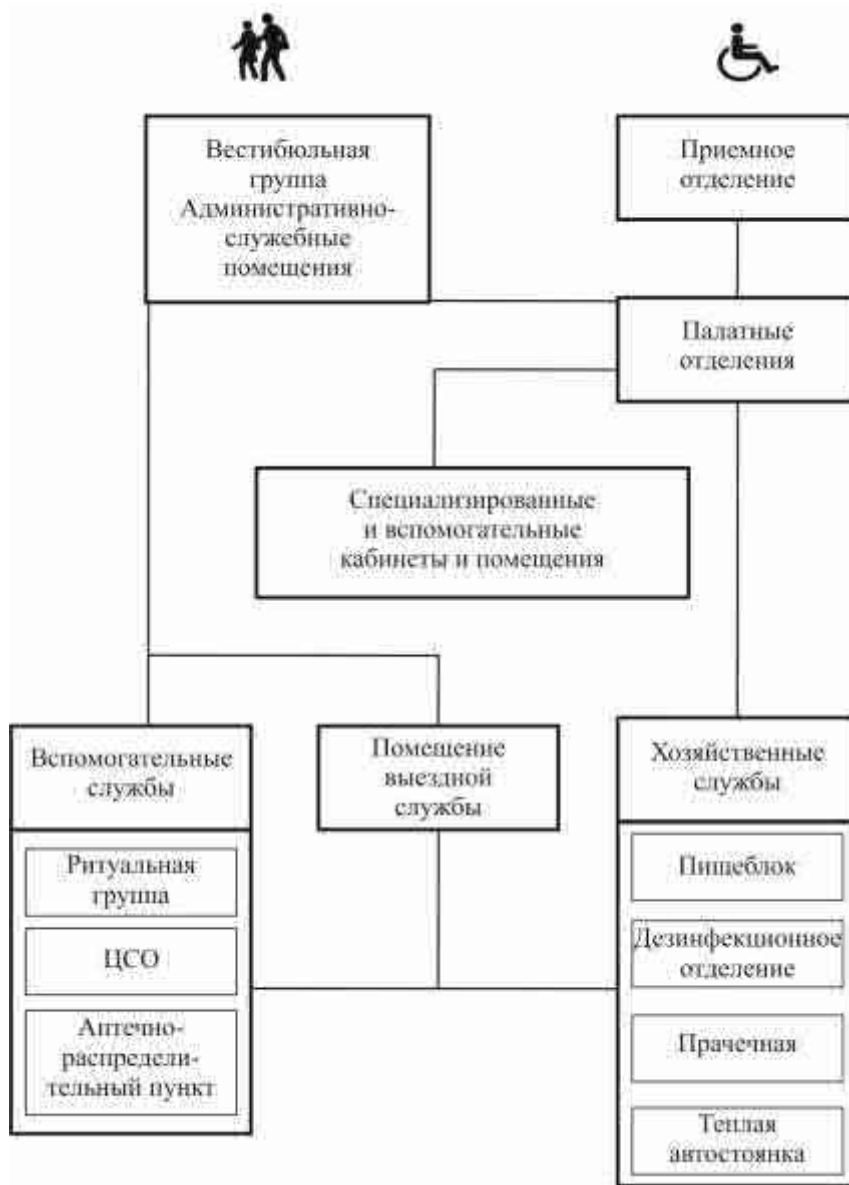 Вестибюльная
группа
Административно-
служебные
помещения
Приемное
отделение
Палатные
отделения
Специализированные
и вспомогательные
кабинеты и помещения
Вспомогательные
службы
Помещение
выездной
службы
Хозяйственные
службы
Ритуальная
группа
ЦСО
Аптечно-
распредели-
тельный пункт
Пищеблок
Дезинфекционное
отделение
Прачечная
Теплая
автостоянка